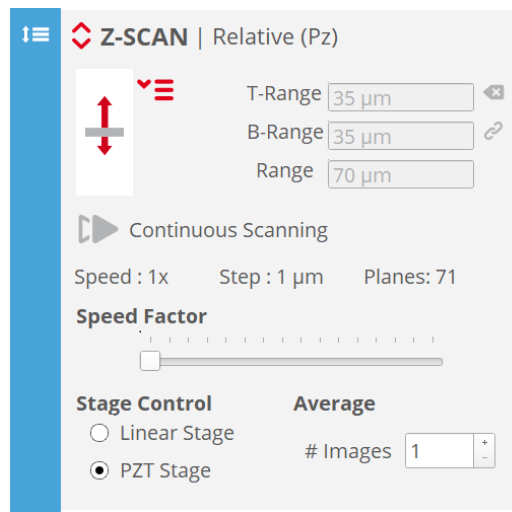 Z-SCAN | Relative (Pz)
T-Range 35 μm
B-Range 35 μm
Range 70 μm
Continuous Scanning
Speed : 1x Step : 1 μm Planes: 71
Speed Factor
Stage Control Average
Linear Stage
# Images 1
PZT Stage